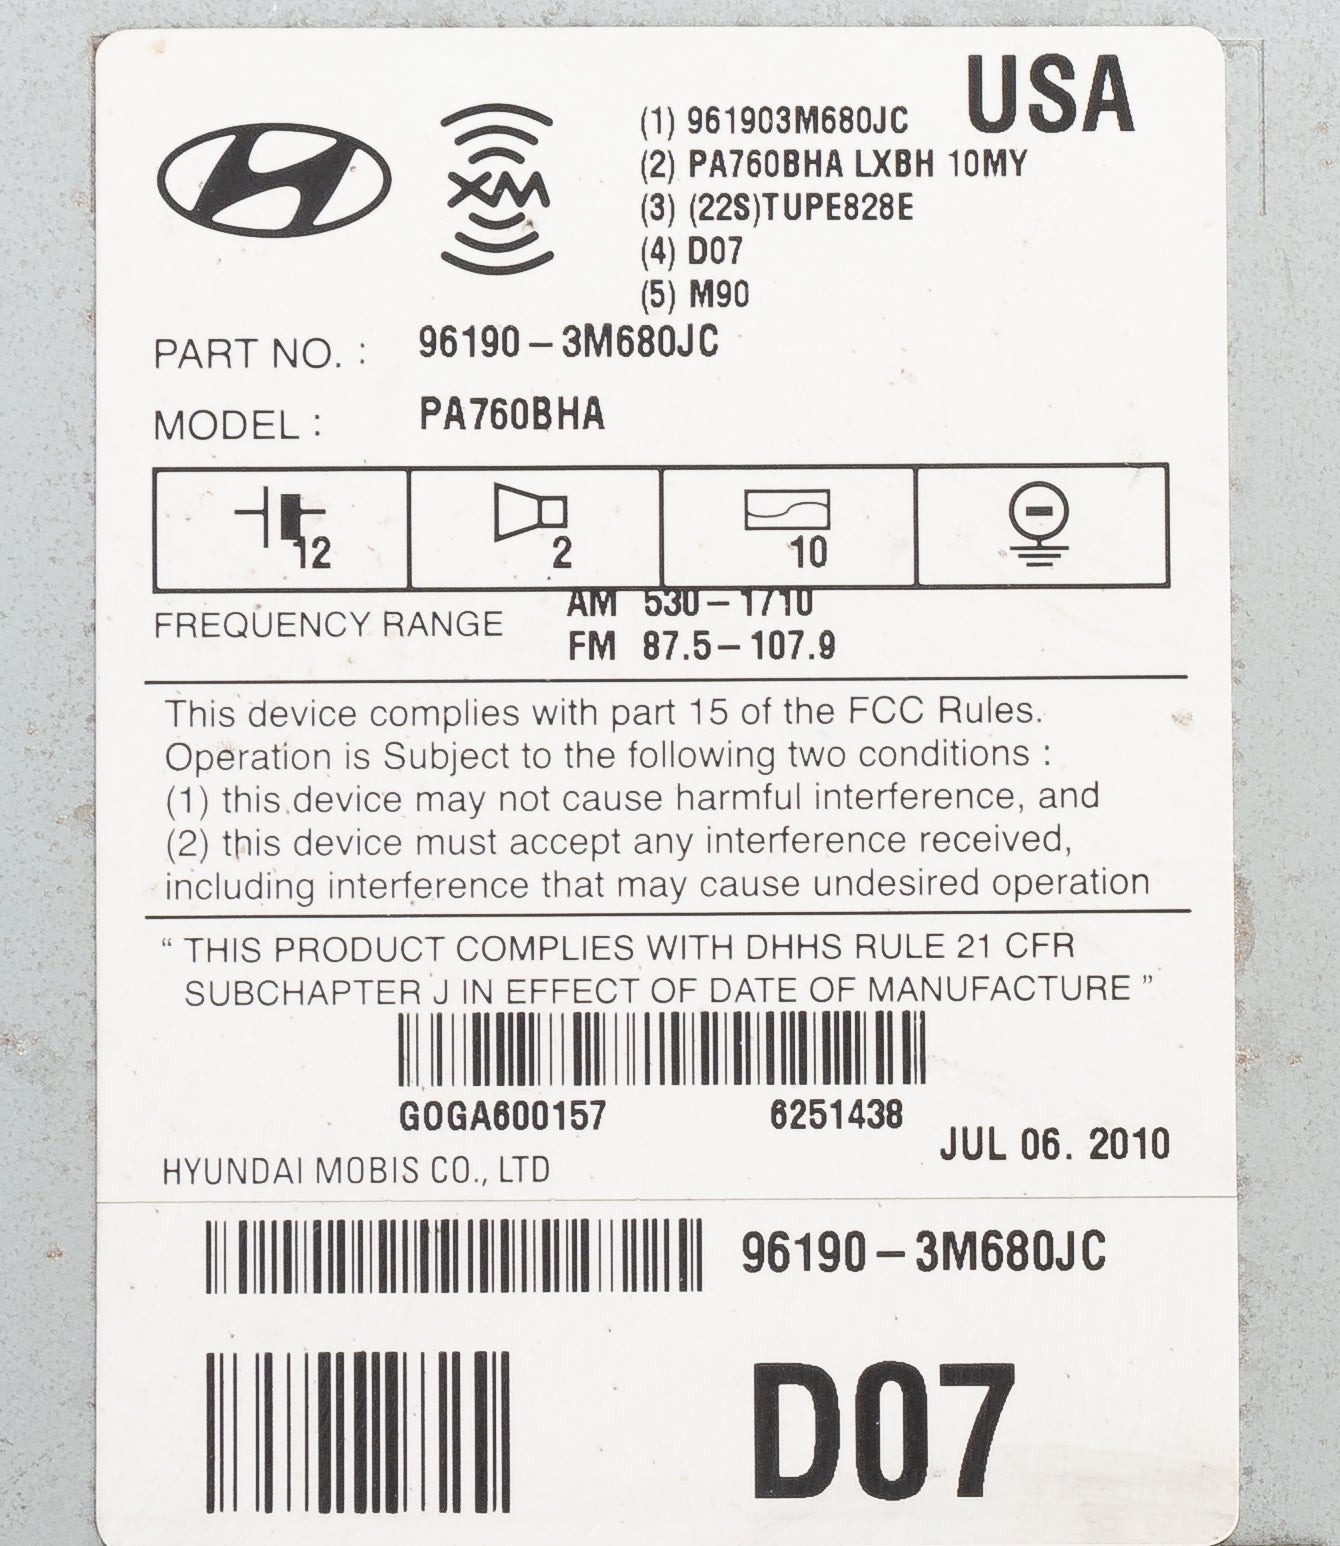 USA
XM
(1) 961903M680JC
(2) PA760BHA LXBH 10MY
(3) (22S)TUPE828E
(4) D07
(5) M90
PART NO. : 96190-3M680JC
MODEL : PA760BHA
12 2 10
FREQUENCY RANGE
AM 530-1710
FM 87.5-107.9
This device complies with part 15 of the FCC Rules.
Operation is Subject to the following two conditions :
(1) this device may not cause harmful interference, and
(2) this device must accept any interference received,
including interference that may cause undesired operation
“ THIS PRODUCT COMPLIES WITH DHHS RULE 21 CFR
SUBCHAPTER J IN EFFECT OF DATE OF MANUFACTURE ”
G0GA600157 6251438
JUL 06. 2010
HYUNDAI MOBIS CO., LTD
96190-3M680JC
D07